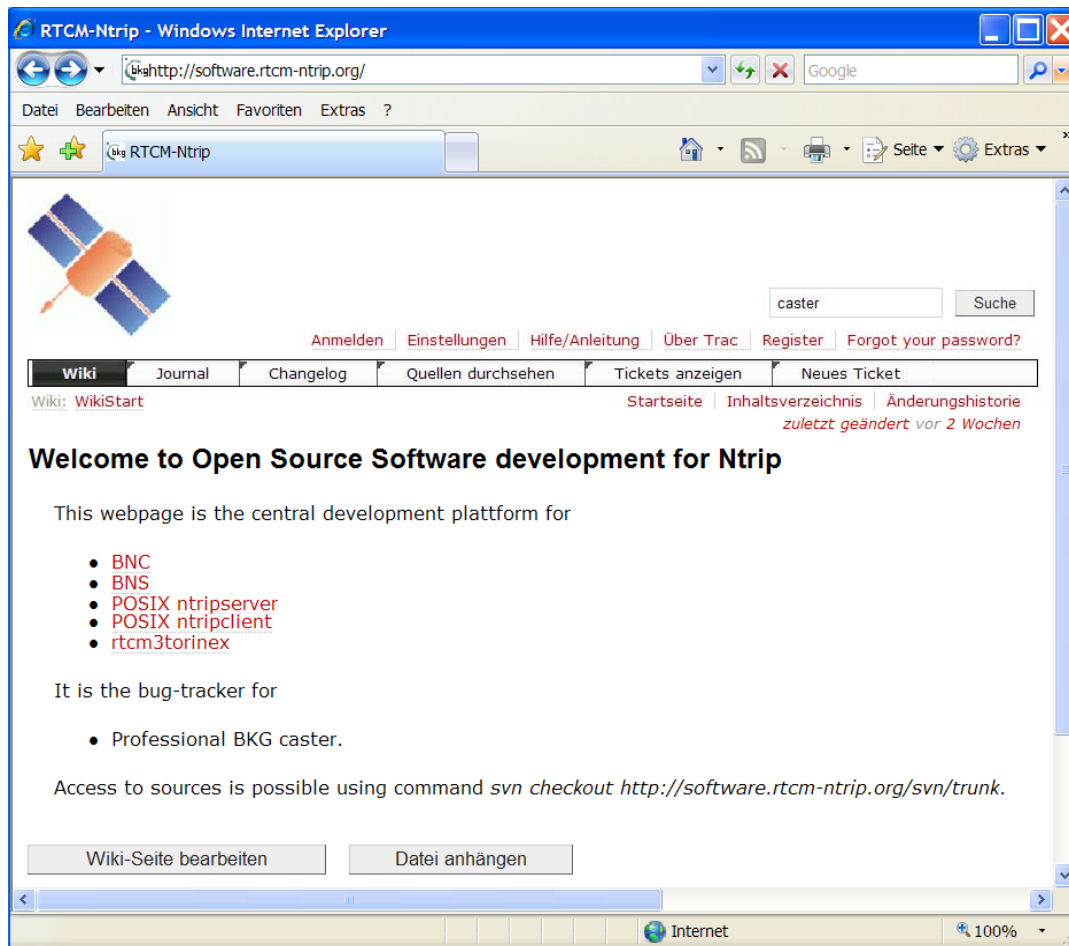 RTCM-Ntrip - Windows Internet Explorer
bkg http://software.rtcm-ntrip.org/ Google
Datei Bearbeiten Ansicht Favoriten Extras ?
bkg RTCM-Ntrip Seite Extras »
caster Suche
Anmelden Einstellungen Hilfe/Anleitung Über Trac Register Forgot your password?
Wiki Journal Changelog Quellen durchsehen Tickets anzeigen Neues Ticket
Wiki: WikiStart Startseite Inhaltsverzeichnis Änderungshistorie
zuletzt geändert vor 2 Wochen
Welcome to Open Source Software development for Ntrip
This webpage is the central development plattform for
• BNC
• BNS
• POSIX ntripserver
• POSIX ntripclient
• rtcm3torinex
It is the bug-tracker for
• Professional BKG caster.
Access to sources is possible using command svn checkout http://software.rtcm-ntrip.org/svn/trunk.
Wiki-Seite bearbeiten Datei anhängen
Internet 100%